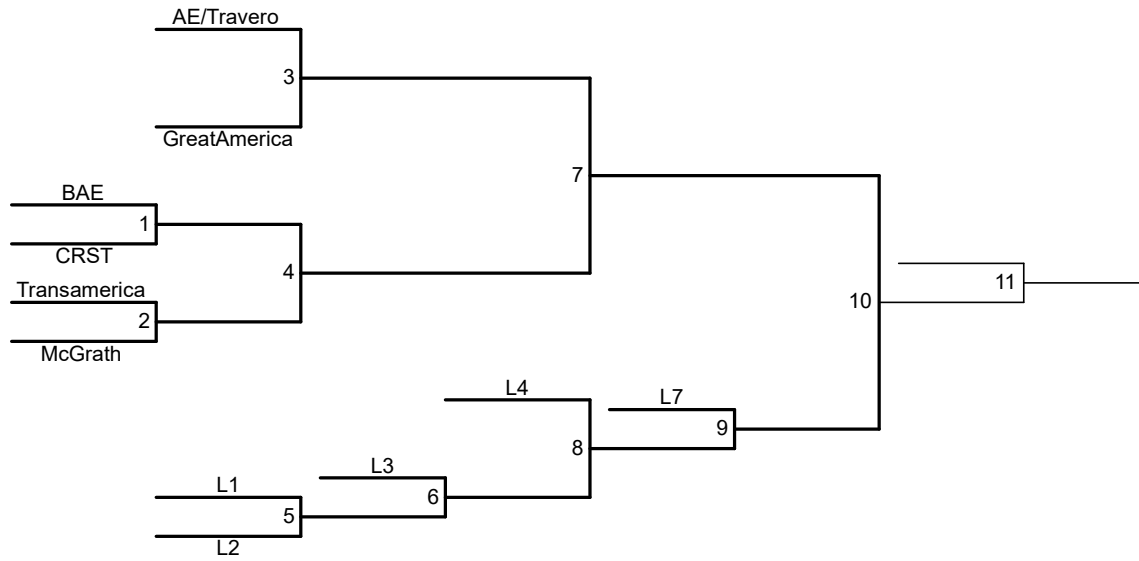 AE/Travero
3
GreatAmerica
7
BAE
1
CRST
4
Transamerica
2
McGrath
11
10
L4
L7
9
8
L3
6
L1
5
L2